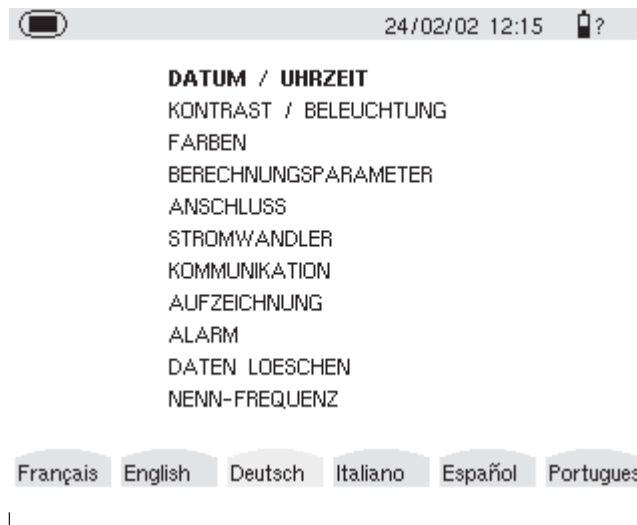 24/02/02 12:15 ?
DATUM / UHRZEIT
KONTRAST / BELEUCHTUNG
FARBEN
BERECHNUNGSPARAMETER
ANSCHLUSS
STROMWANDLER
KOMMUNIKATION
AUFZEICHNUNG
ALARM
DATEN LOESCHEN
NENN-FREQUENZ
Français English Deutsch Italiano Español Portugues